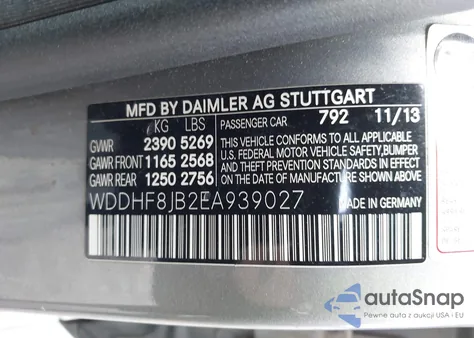 MFD BY DAIMLER AG STUTTGART
KG LBS PASSENGER CAR 792 11/13
GVWR 2390 5269 THIS VEHICLE CONFORMS TO ALL APPLICABLE
GAWR FRONT 1165 2568 U.S. FEDERAL MOTOR VEHICLE SAFETY, BUMPER
GAWR REAR 1250 2756 AND THEFT PREVENTION STANDARDS IN EFFECT
ON THE DATE OF MANUFACTURE SHOWN ABOVE.
WDDHF8JB2EA939027 MADE IN GERMANY
autoSnap
Pewne auta z aukcji USA i EU